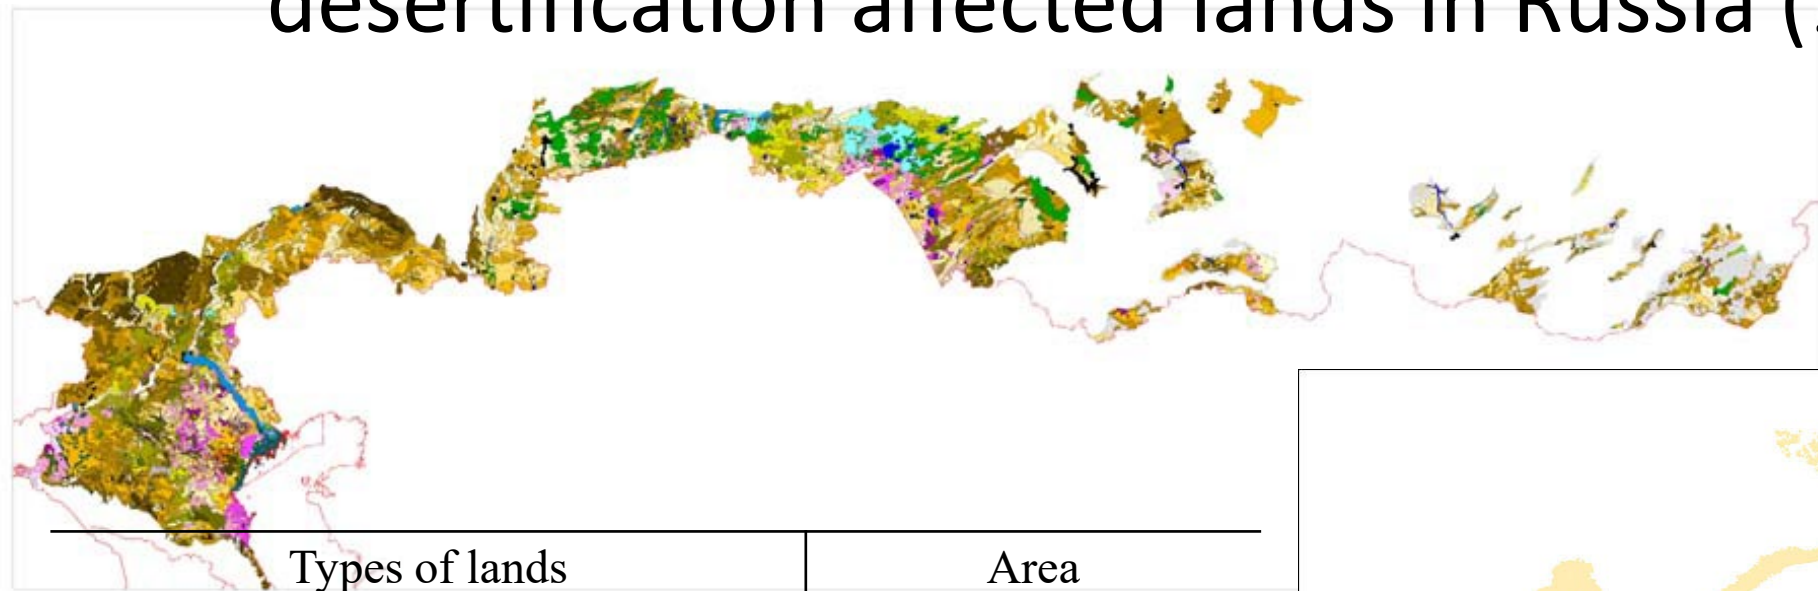 desertification affected lands in Russia (
Types of lands
Area